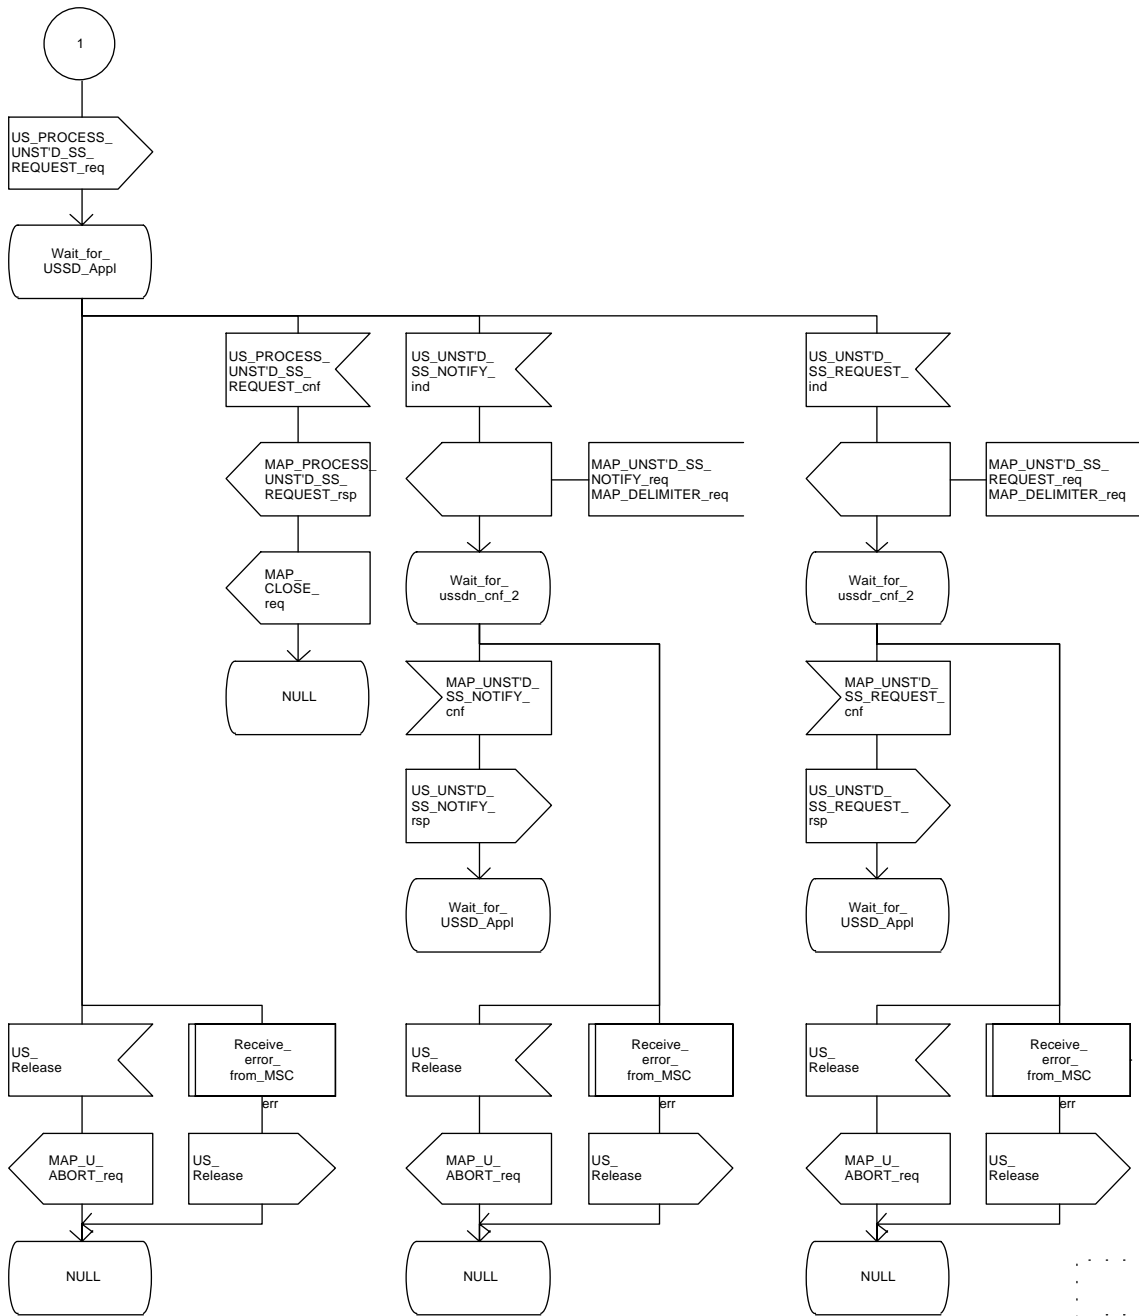 1
US_PROCESS_
UNST'D_SS_
REQUEST_req
Wait_for_
USSD_Appl
US_PROCESS_
UNST'D_SS_
REQUEST_cnf
US_UNST'D_
SS_NOTIFY_
ind
US_UNST'D_
SS_REQUEST_
ind
MAP_PROCESS_
UNST'D_SS_
REQUEST_rsp
MAP_UNST'D_SS_
NOTIFY_req
MAP_DELIMITER_req
MAP_UNST'D_SS_
REQUEST_req
MAP_DELIMITER_req
MAP_
CLOSE_
req
Wait_for_
ussdn_cnf_2
Wait_for_
ussdr_cnf_2
NULL
MAP_UNST'D_
SS_NOTIFY_
cnf
MAP_UNST'D_
SS_REQUEST_
cnf
US_UNST'D_
SS_NOTIFY_
rsp
US_UNST'D_
SS_REQUEST_
rsp
Wait_for_
USSD_Appl
Wait_for_
USSD_Appl
US_
Release
Receive_
error_
from_MSC
err
US_
Release
Receive_
error_
from_MSC
err
US_
Release
Receive_
error_
from_MSC
err
MAP_U_
ABORT_req
US_
Release
MAP_U_
ABORT_req
US_
Release
MAP_U_
ABORT_req
US_
Release
NULL
NULL
NULL